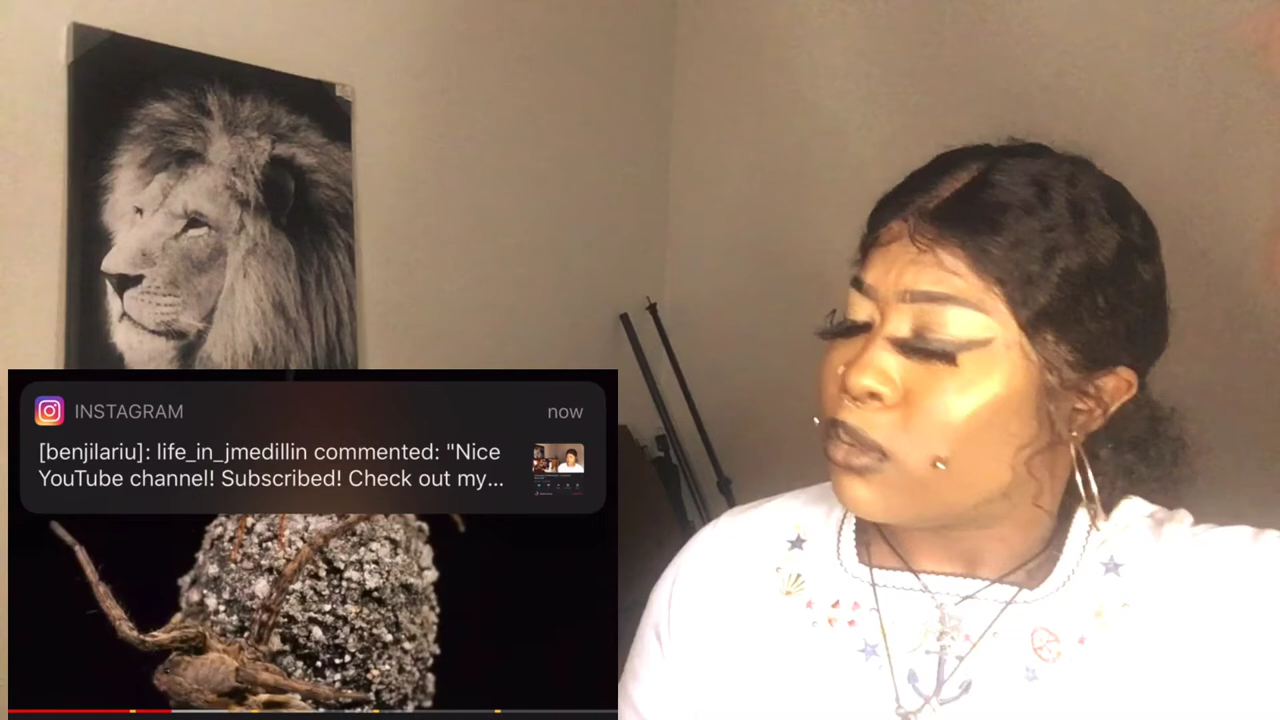 INSTAGRAM now
[benjilariu]: life_in_jmedillin commented: "Nice
YouTube channel! Subscribed! Check out my...